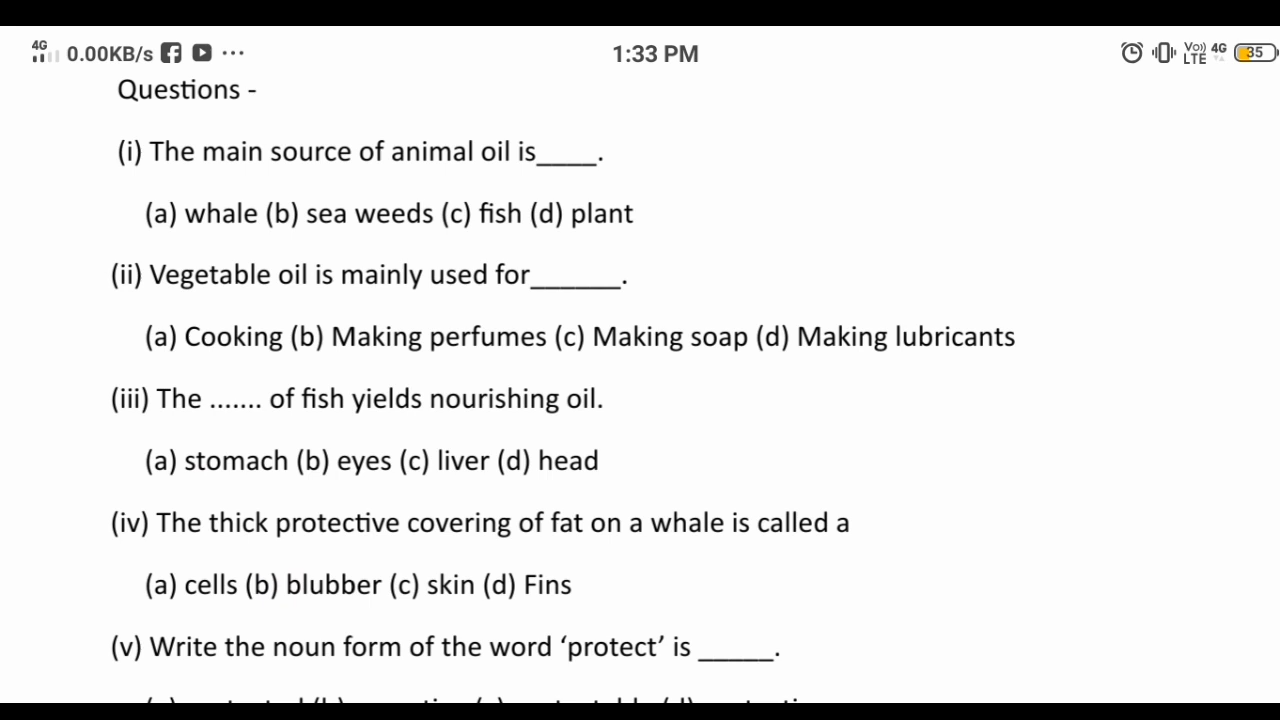 4G 0.00KB/s ... 1:33 PM Vo)) LTE 4G 35
Questions -
(i) The main source of animal oil is____.
(a) whale (b) sea weeds (c) fish (d) plant
(ii) Vegetable oil is mainly used for______.
(a) Cooking (b) Making perfumes (c) Making soap (d) Making lubricants
(iii) The ....... of fish yields nourishing oil.
(a) stomach (b) eyes (c) liver (d) head
(iv) The thick protective covering of fat on a whale is called a
(a) cells (b) blubber (c) skin (d) Fins
(v) Write the noun form of the word ‘protect’ is _____.